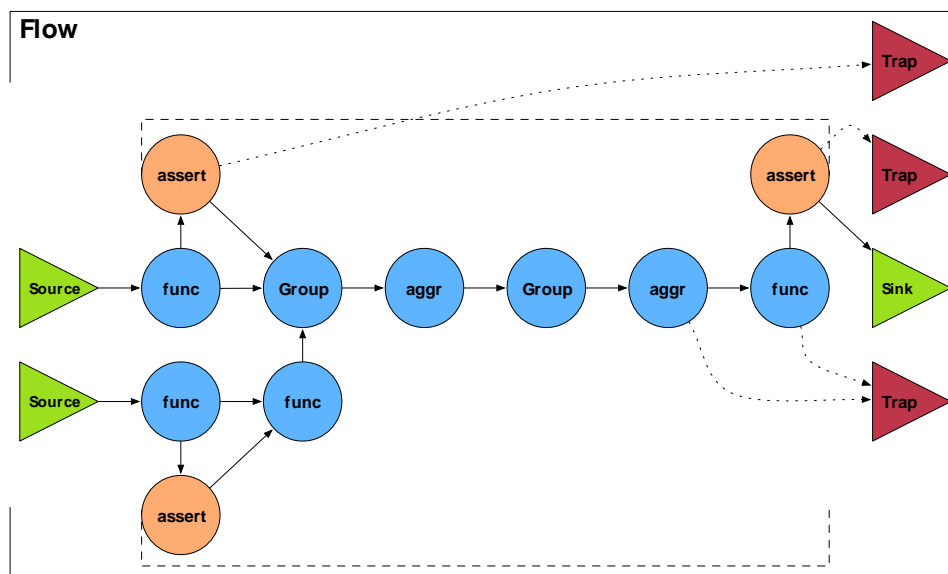 Flow
Trap
assert
assert
Trap
Source
func
Group
aggr
Group
aggr
func
Sink
Source
func
func
Trap
assert